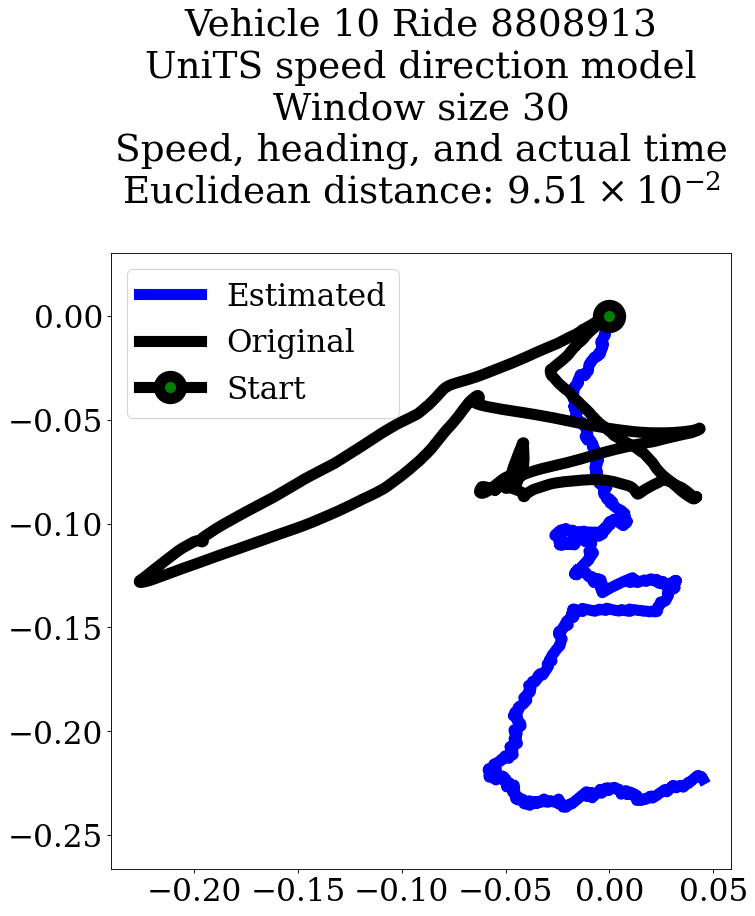 Vehicle 10 Ride 8808913
UniTS speed direction model
Window size 30
Speed, heading, and actual time
Euclidean distance: 9.51 × 10⁻²
Estimated
Original
Start
0.00
−0.05
−0.10
−0.15
−0.20
−0.25
−0.20 −0.15 −0.10 −0.05 0.00 0.05